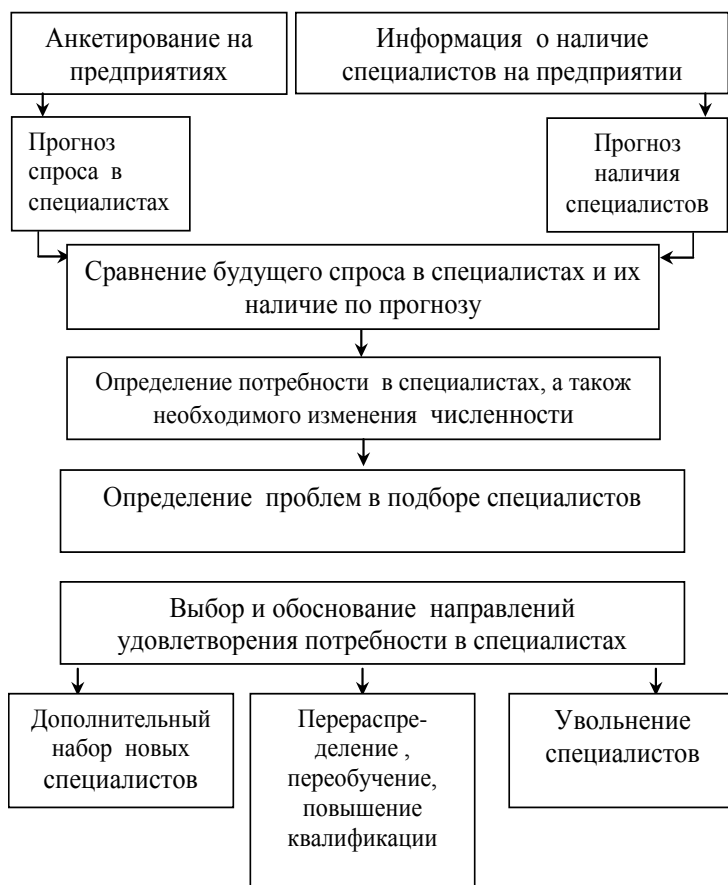 Анкетирование на
предприятиях
Информация о наличие
специалистов на предприятии
Прогноз
спроса в
специалистах
Прогноз
наличия
специалистов
Сравнение будущего спроса в специалистах и их
наличие по прогнозу
Определение потребности в специалистах, а також
необходимого изменения численности
Определение проблем в подборе специалистов
Выбор и обоснование направлений
удовлетворения потребности в специалистах
Дополнительный
набор новых
специалистов
Перераспре-
деление ,
переобучение,
повышение
квалификации
Увольнение
специалистов